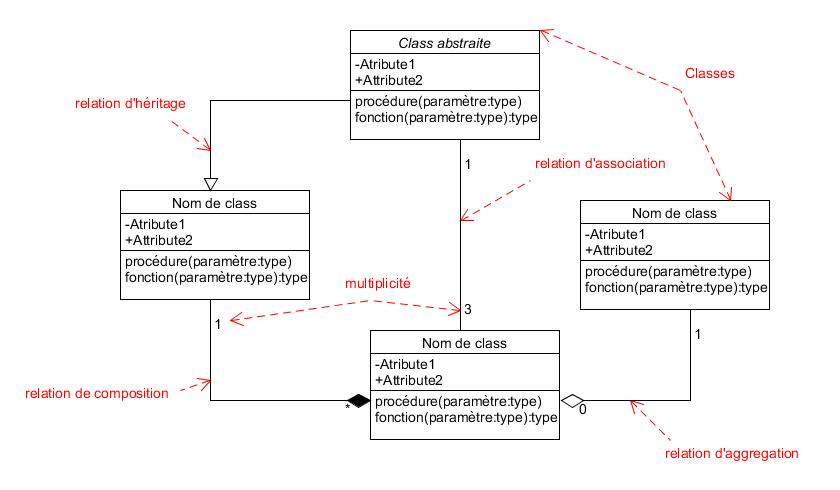 Class abstraite
-Atribute1
+Attribute2
procédure(paramètre:type)
fonction(paramètre:type):type
Classes
relation d'héritage
1
relation d'association
Nom de class
-Atribute1
+Attribute2
procédure(paramètre:type)
fonction(paramètre:type):type
Nom de class
-Atribute1
+Attribute2
procédure(paramètre:type)
fonction(paramètre:type):type
multiplicité
1
3
1
Nom de class
-Atribute1
+Attribute2
procédure(paramètre:type)
fonction(paramètre:type):type
relation de composition
*
0
relation d'aggregation